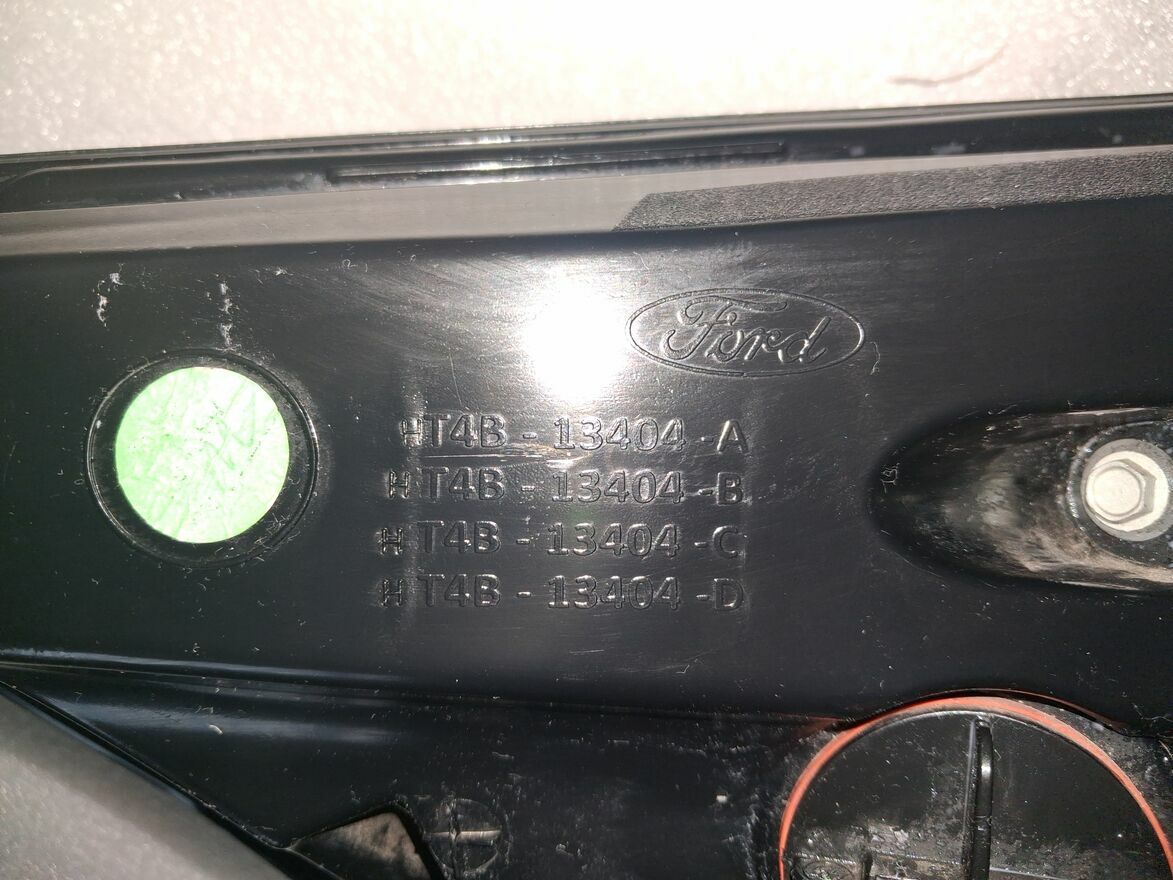 Ford
HT4B - 13404 -A
HT4B - 13404 -B
HT4B - 13404 -C
HT4B - 13404 -D